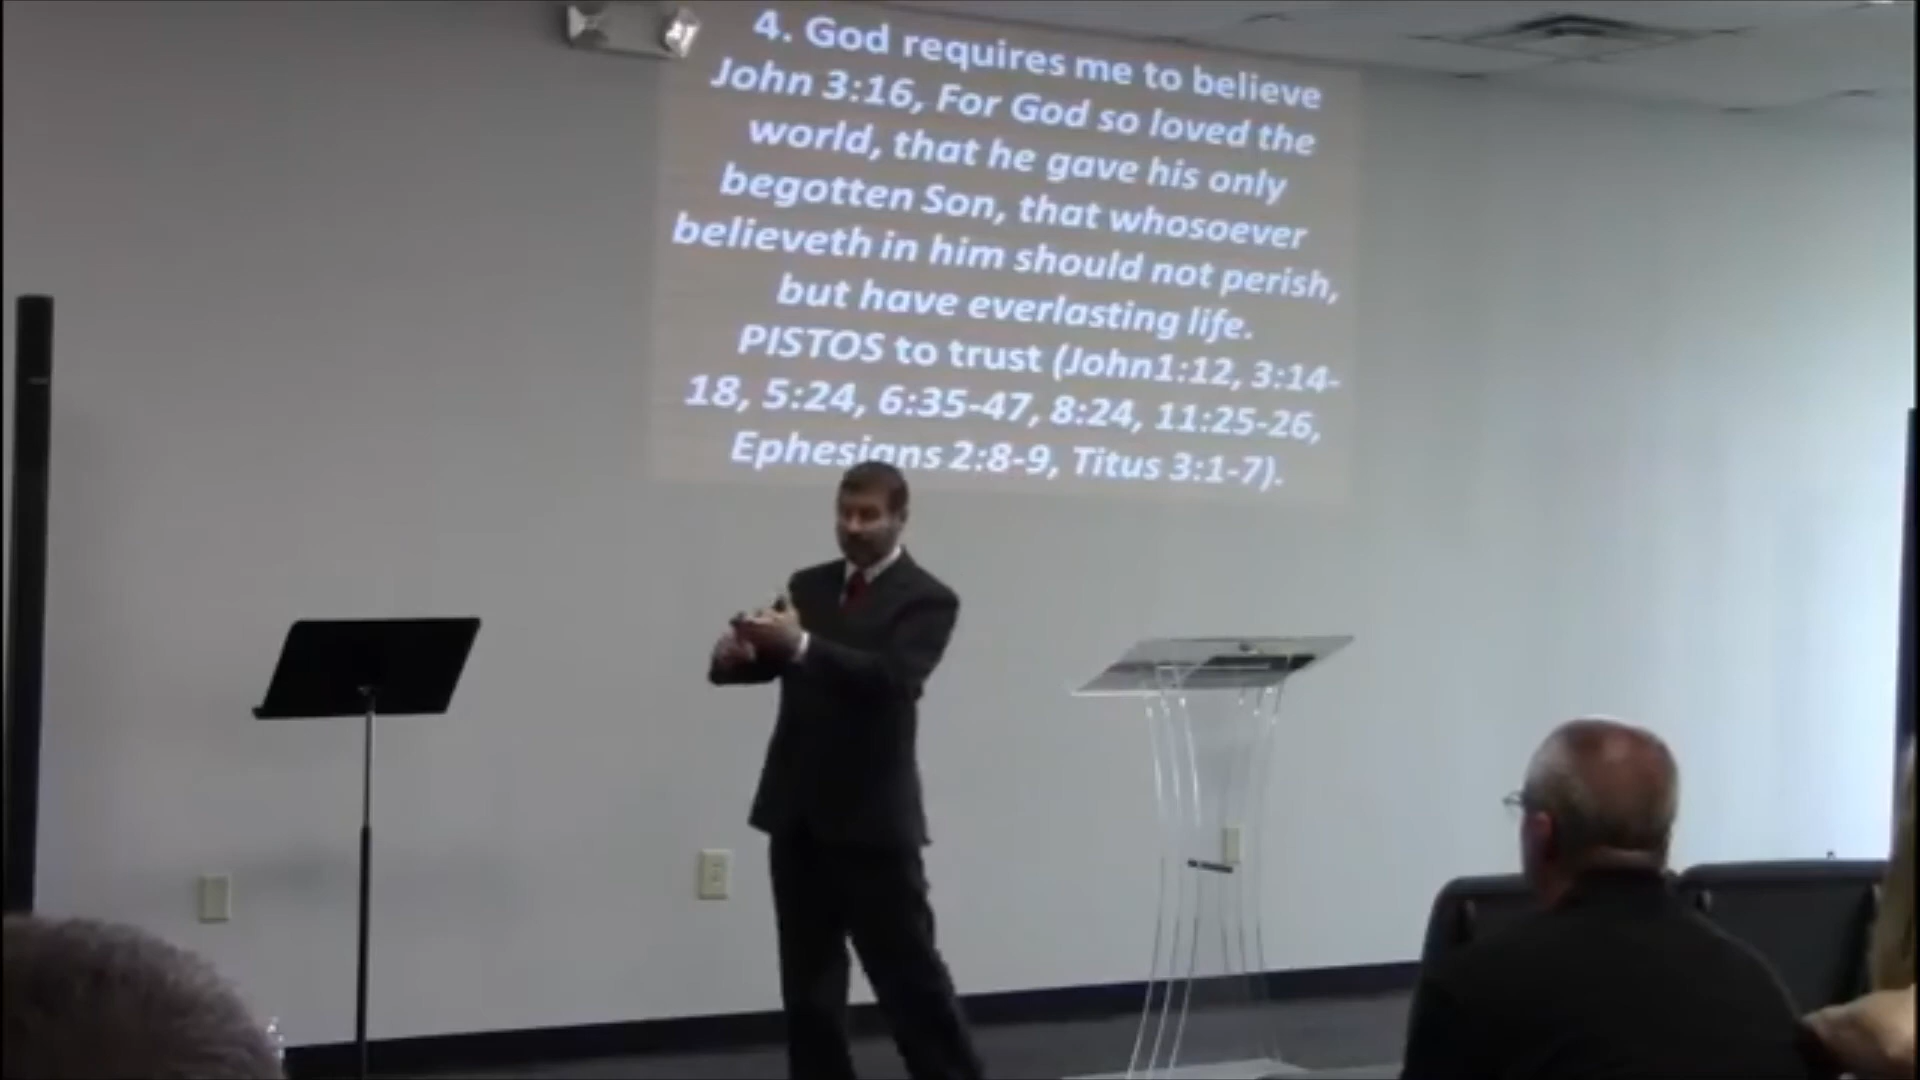 4. God requires me to believe
John 3:16, For God so loved the
world, that he gave his only
begotten Son, that whosoever
believeth in him should not perish,
but have everlasting life.
PISTOS to trust (John1:12, 3:14-
18, 5:24, 6:35-47, 8:24, 11:25-26,
Ephesians 2:8-9, Titus 3:1-7).